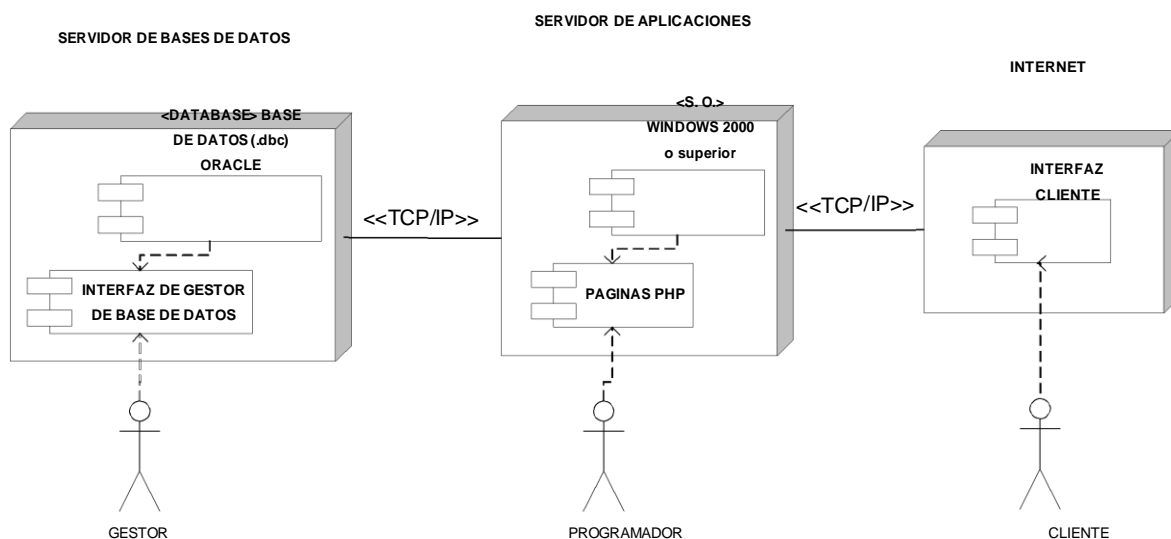 SERVIDOR DE APLICACIONES
SERVIDOR DE BASES DE DATOS
INTERNET
<DATABASE> BASE
DE DATOS (.dbc)
ORACLE
<S. O.>
WINDOWS 2000
o superior
INTERFAZ
CLIENTE
<<TCP/IP>>
<<TCP/IP>>
INTERFAZ DE GESTOR
DE BASE DE DATOS
PAGINAS PHP
GESTOR
PROGRAMADOR
CLIENTE